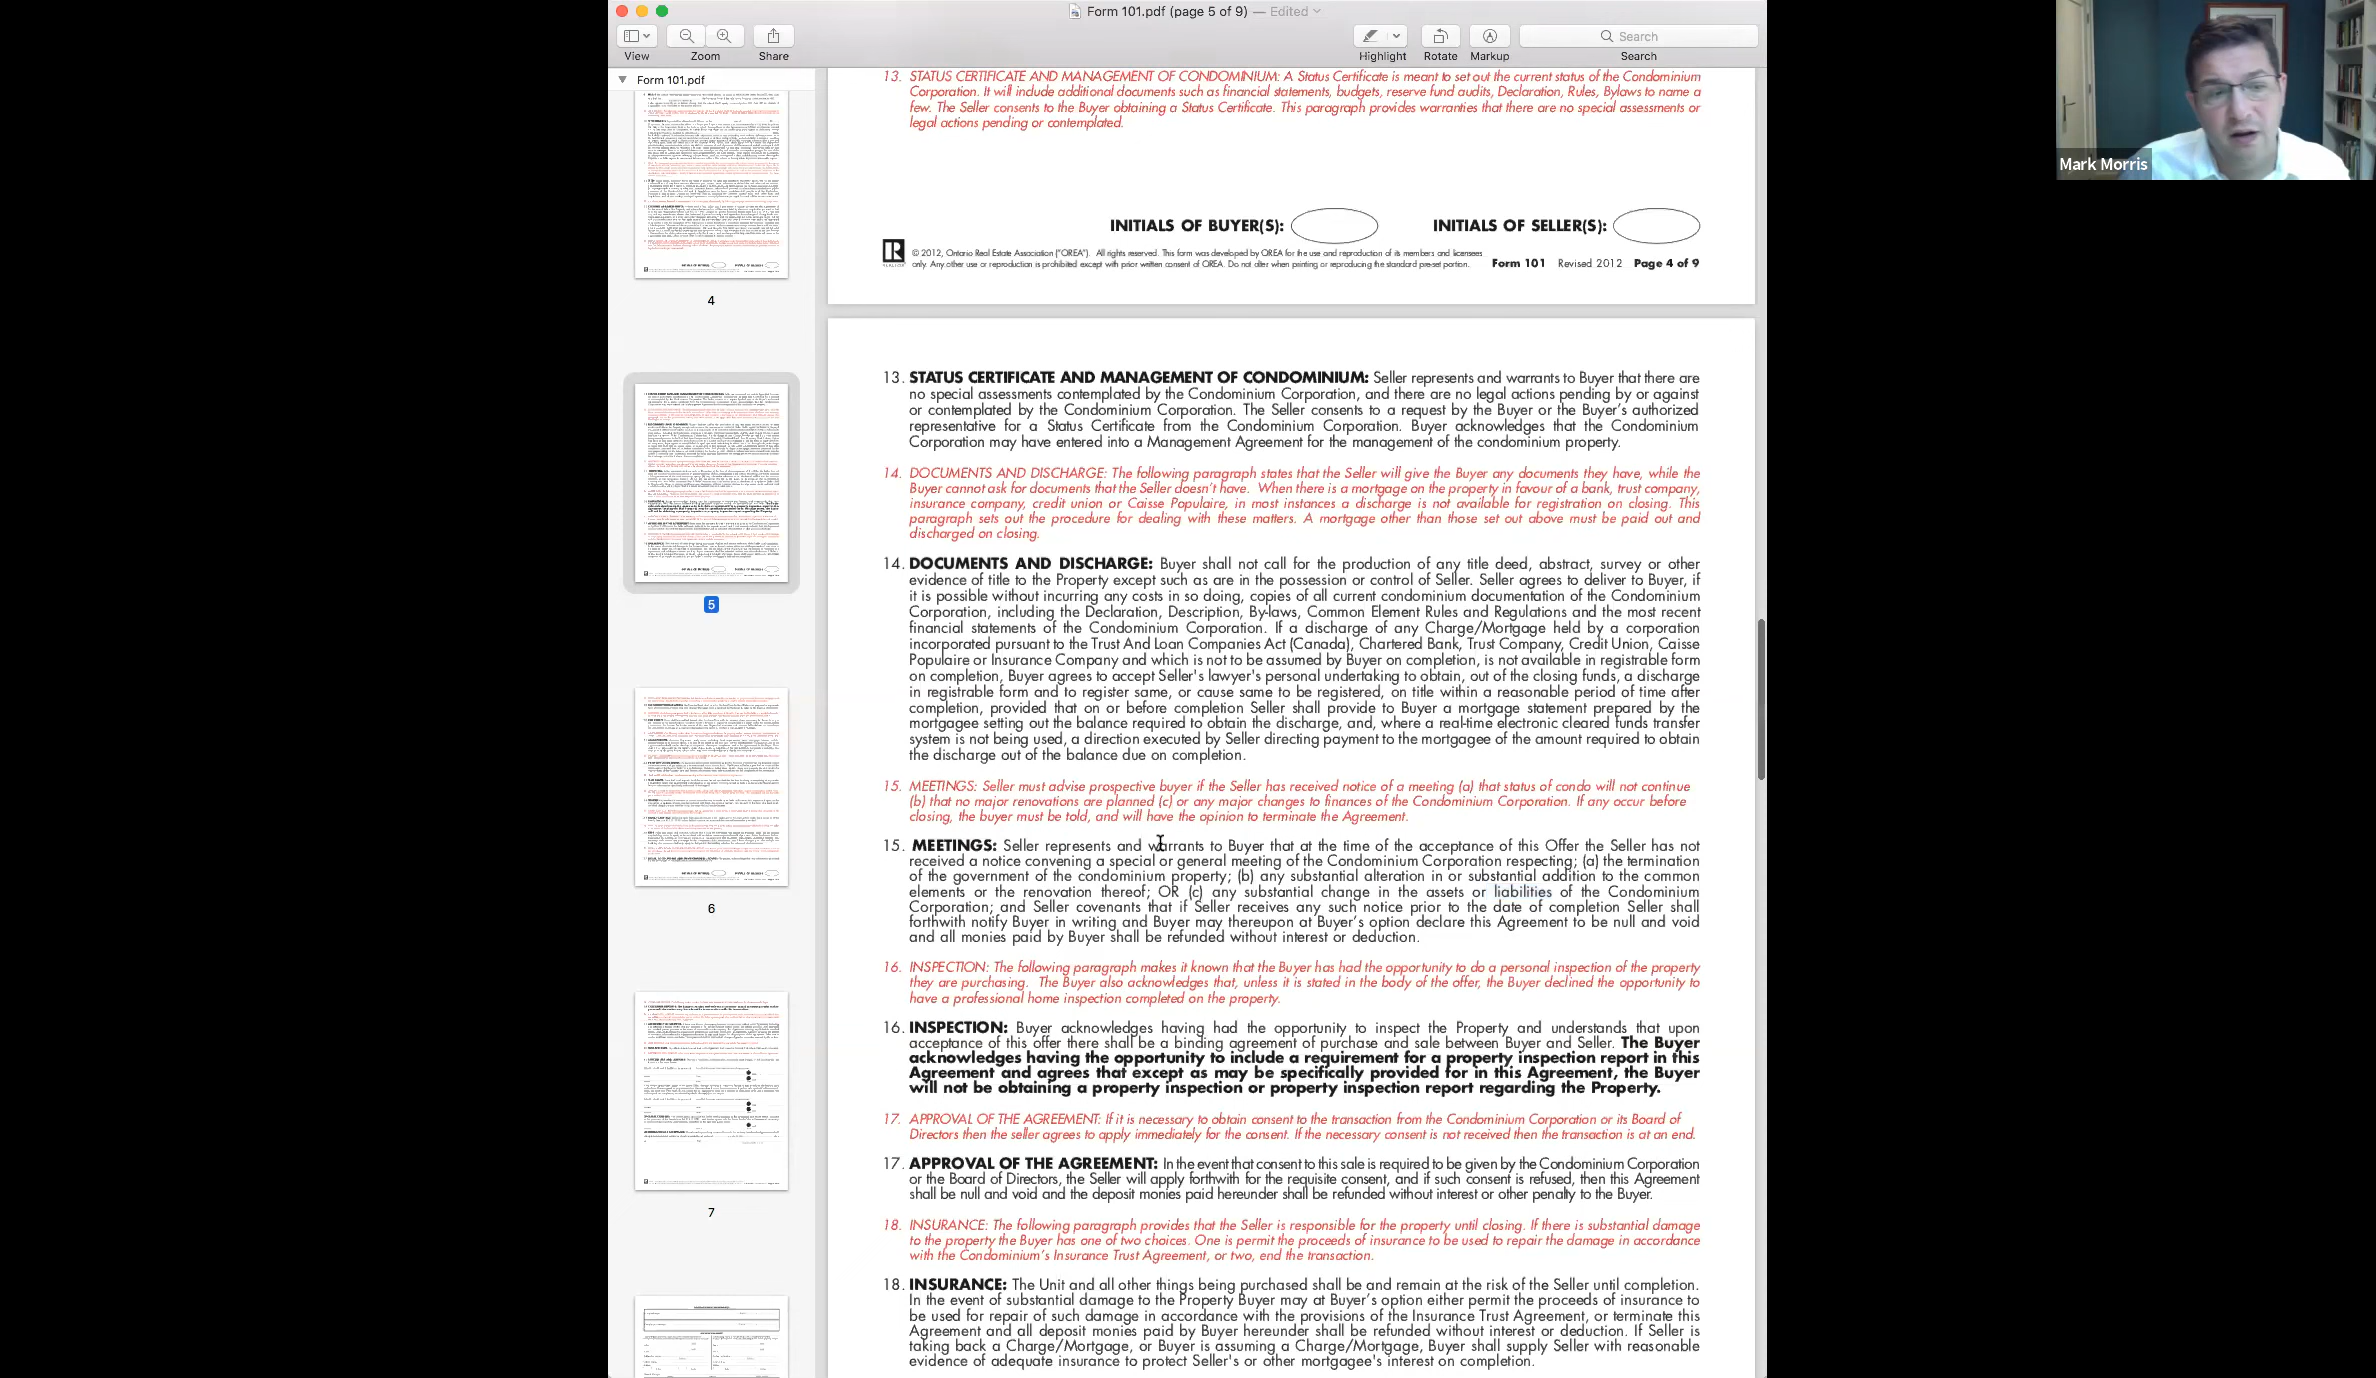 Form 101.pdf (page 5 of 9) — Edited
View
Zoom
Share
Highlight
Rotate
Markup
Search
Search
Mark Morris
Form 101.pdf
4
5
6
7
13. STATUS CERTIFICATE AND MANAGEMENT OF CONDOMINIUM: A Status Certificate is meant to set out the current status of the Condominium
Corporation. It will include additional documents such as financial statements, budgets, reserve fund audits, Declaration, Rules, Bylaws to name a
few. The Seller consents to the Buyer obtaining a Status Certificate. This paragraph provides warranties that there are no special assessments or
legal actions pending or contemplated.
INITIALS OF BUYER(S): INITIALS OF SELLER(S):
© 2012, Ontario Real Estate Association ("OREA"). All rights reserved. This form was developed by OREA for the use and reproduction of its members and licensees
only. Any other use or reproduction is prohibited except with prior written consent of OREA. Do not alter when printing or reproducing the standard pre-set portion.
Form 101 Revised 2012 Page 4 of 9
13. STATUS CERTIFICATE AND MANAGEMENT OF CONDOMINIUM: Seller represents and warrants to Buyer that there are
no special assessments contemplated by the Condominium Corporation, and there are no legal actions pending by or against
or contemplated by the Condominium Corporation. The Seller consents to a request by the Buyer or the Buyer's authorized
representative for a Status Certificate from the Condominium Corporation. Buyer acknowledges that the Condominium
Corporation may have entered into a Management Agreement for the management of the condominium property.
14. DOCUMENTS AND DISCHARGE: The following paragraph states that the Seller will give the Buyer any documents they have, while the
Buyer cannot ask for documents that the Seller doesn't have. When there is a mortgage on the property in favour of a bank, trust company,
insurance company, credit union or Caisse Populaire, in most instances a discharge is not available for registration on closing. This
paragraph sets out the procedure for dealing with these matters. A mortgage other than those set out above must be paid out and
discharged on closing.
14. DOCUMENTS AND DISCHARGE: Buyer shall not call for the production of any title deed, abstract, survey or other
evidence of title to the Property except such as are in the possession or control of Seller. Seller agrees to deliver to Buyer, if
it is possible without incurring any costs in so doing, copies of all current condominium documentation of the Condominium
Corporation, including the Declaration, Description, By-laws, Common Element Rules and Regulations and the most recent
financial statements of the Condominium Corporation. If a discharge of any Charge/Mortgage held by a corporation
incorporated pursuant to the Trust And Loan Companies Act (Canada), Chartered Bank, Trust Company, Credit Union, Caisse
Populaire or Insurance Company and which is not to be assumed by Buyer on completion, is not available in registrable form
on completion, Buyer agrees to accept Seller's lawyer's personal undertaking to obtain, out of the closing funds, a discharge
in registrable form and to register same, or cause same to be registered, on title within a reasonable period of time after
completion, provided that on or before completion Seller shall provide to Buyer a mortgage statement prepared by the
mortgagee setting out the balance required to obtain the discharge, and, where a real-time electronic cleared funds transfer
system is not being used, a direction executed by Seller directing payment to the mortgagee of the amount required to obtain
the discharge out of the balance due on completion.
15. MEETINGS: Seller must advise prospective buyer if the Seller has received notice of a meeting (a) that status of condo will not continue
(b) that no major renovations are planned (c) or any major changes to finances of the Condominium Corporation. If any occur before
closing, the buyer must be told, and will have the opinion to terminate the Agreement.
15. MEETINGS: Seller represents and warrants to Buyer that at the time of the acceptance of this Offer the Seller has not
received a notice convening a special or general meeting of the Condominium Corporation respecting; (a) the termination
of the government of the condominium property; (b) any substantial alteration in or substantial addition to the common
elements or the renovation thereof; OR (c) any substantial change in the assets or liabilities of the Condominium
Corporation; and Seller covenants that if Seller receives any such notice prior to the date of completion Seller shall
forthwith notify Buyer in writing and Buyer may thereupon at Buyer's option declare this Agreement to be null and void
and all monies paid by Buyer shall be refunded without interest or deduction.
16. INSPECTION: The following paragraph makes it known that the Buyer has had the opportunity to do a personal inspection of the property
they are purchasing. The Buyer also acknowledges that, unless it is stated in the body of the offer, the Buyer declined the opportunity to
have a professional home inspection completed on the property.
16. INSPECTION: Buyer acknowledges having had the opportunity to inspect the Property and understands that upon
acceptance of this offer there shall be a binding agreement of purchase and sale between Buyer and Seller. The Buyer
acknowledges having the opportunity to include a requirement for a property inspection report in this
Agreement and agrees that except as may be specifically provided for in this Agreement, the Buyer
will not be obtaining a property inspection or property inspection report regarding the Property.
17. APPROVAL OF THE AGREEMENT: If it is necessary to obtain consent to the transaction from the Condominium Corporation or its Board of
Directors then the seller agrees to apply immediately for the consent. If the necessary consent is not received then the transaction is at an end.
17. APPROVAL OF THE AGREEMENT: In the event that consent to this sale is required to be given by the Condominium Corporation
or the Board of Directors, the Seller will apply forthwith for the requisite consent, and if such consent is refused, then this Agreement
shall be null and void and the deposit monies paid hereunder shall be refunded without interest or other penalty to the Buyer.
18. INSURANCE: The following paragraph provides that the Seller is responsible for the property until closing. If there is substantial damage
to the property the Buyer has one of two choices. One is permit the proceeds of insurance to be used to repair the damage in accordance
with the Condominium's Insurance Trust Agreement, or two, end the transaction.
18. INSURANCE: The Unit and all other things being purchased shall be and remain at the risk of the Seller until completion.
In the event of substantial damage to the Property Buyer may at Buyer's option either permit the proceeds of insurance to
be used for repair of such damage in accordance with the provisions of the Insurance Trust Agreement, or terminate this
Agreement and all deposit monies paid by Buyer hereunder shall be refunded without interest or deduction. If Seller is
taking back a Charge/Mortgage, or Buyer is assuming a Charge/Mortgage, Buyer shall supply Seller with reasonable
evidence of adequate insurance to protect Seller's or other mortgagee's interest on completion.